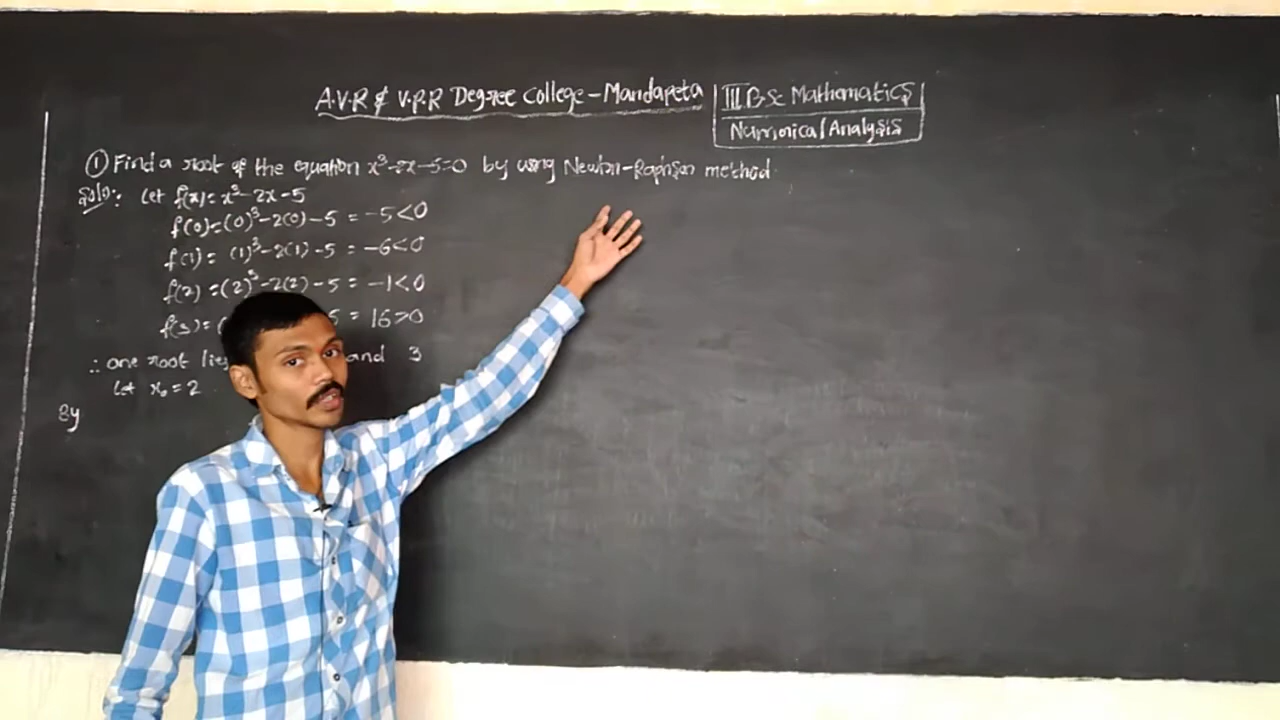 A.V.R & V.P.R Degree College - Mandapeta
III B.Sc Mathematics
Numerical Analysis
① Find a root of the equation x³-2x-5=0 by using Newton-Raphson method.
Solo: Let f(x)= x³-2x-5
f(0)=(0)³-2(0)-5 = -5<0
f(1)= (1)³-2(1)-5 = -6<0
f(2)=(2)³-2(2)-5 = -1<0
f(3)=( 5 = 16>0
∴ one root lies and 3
Let x₀=2.
By